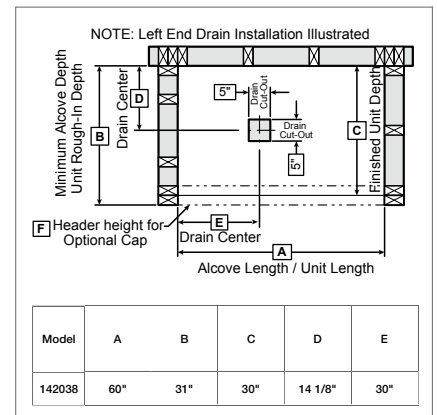 NOTE: Left End Drain Installation Illustrated
Minimum Alcove Depth
Unit Rough-In Depth
B
Drain Center
D
5"
Drain
Cut-Out
Drain
Cut-Out
5"
C
Finished Unit Depth
F Header height for
Optional Cap
E
Drain Center
A
Alcove Length / Unit Length
Model A B C D E
142038 60" 31" 30" 14 1/8" 30"